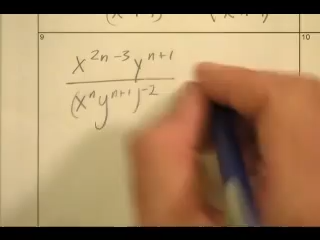 9
10
x^{2n-3} y^{n+1}
(x^n y^{n+1})^{-2}